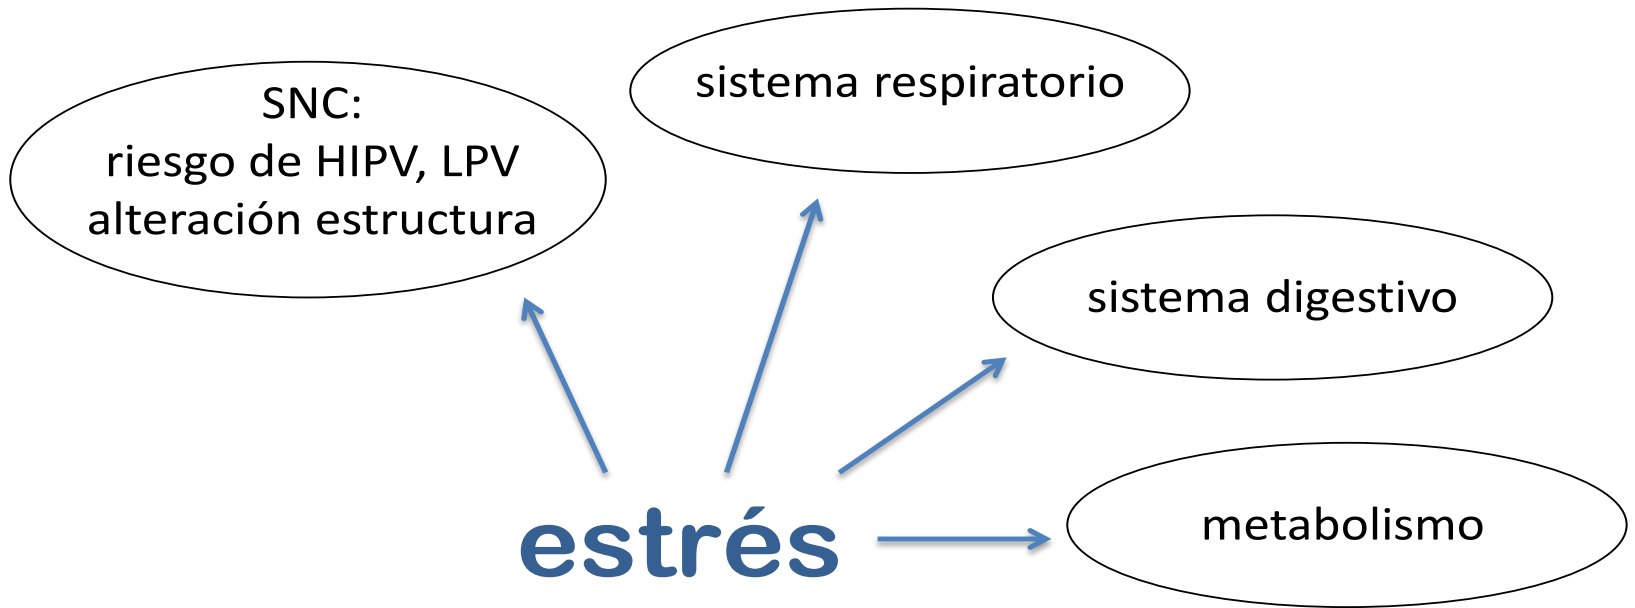 SNC:
riesgo de HIPV, LPV
alteración estructura
sistema respiratorio
sistema digestivo
metabolismo
estrés